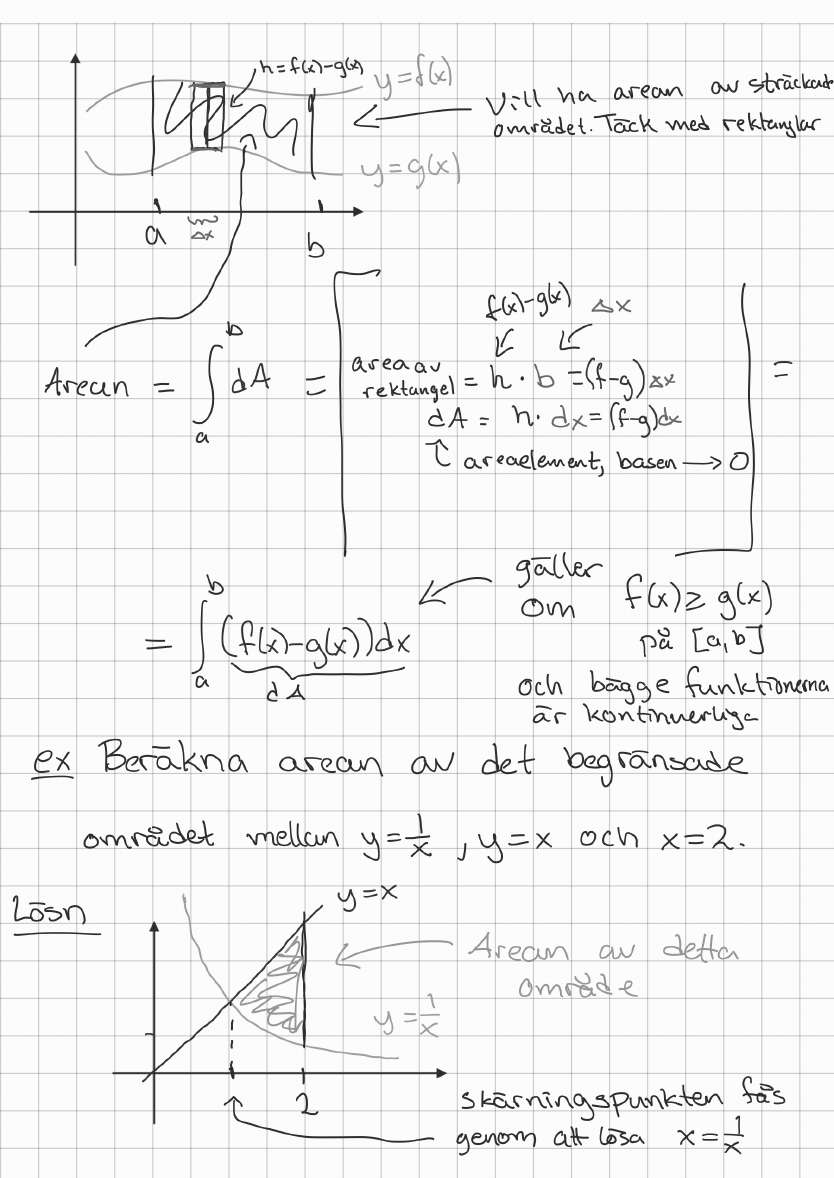 h=f(x)-g(x)
y=f(x)
Vill ha arean av sträckade
området. Täck med rektanglar
y=g(x)
a
Δx
b
f(x)-g(x) Δx
Arean = ∫_a^b dA =
area av
rektangel = h · b =(f-g)Δx
=
dA = h· dx=(f-g)dx
areaelement, basen → 0
= ∫_a^b (f(x)-g(x))dx
dA
gäller
om f(x)≥ g(x)
på [a,b]
och bägge funktionerna
är kontinuerliga
ex Beräkna arean av det begränsade
området mellan y=1/x , y=x och x=2.
Lösn
y=x
Arean av detta
område
y=1/x
2
skärningspunkten fås
genom att lösa x=1/x